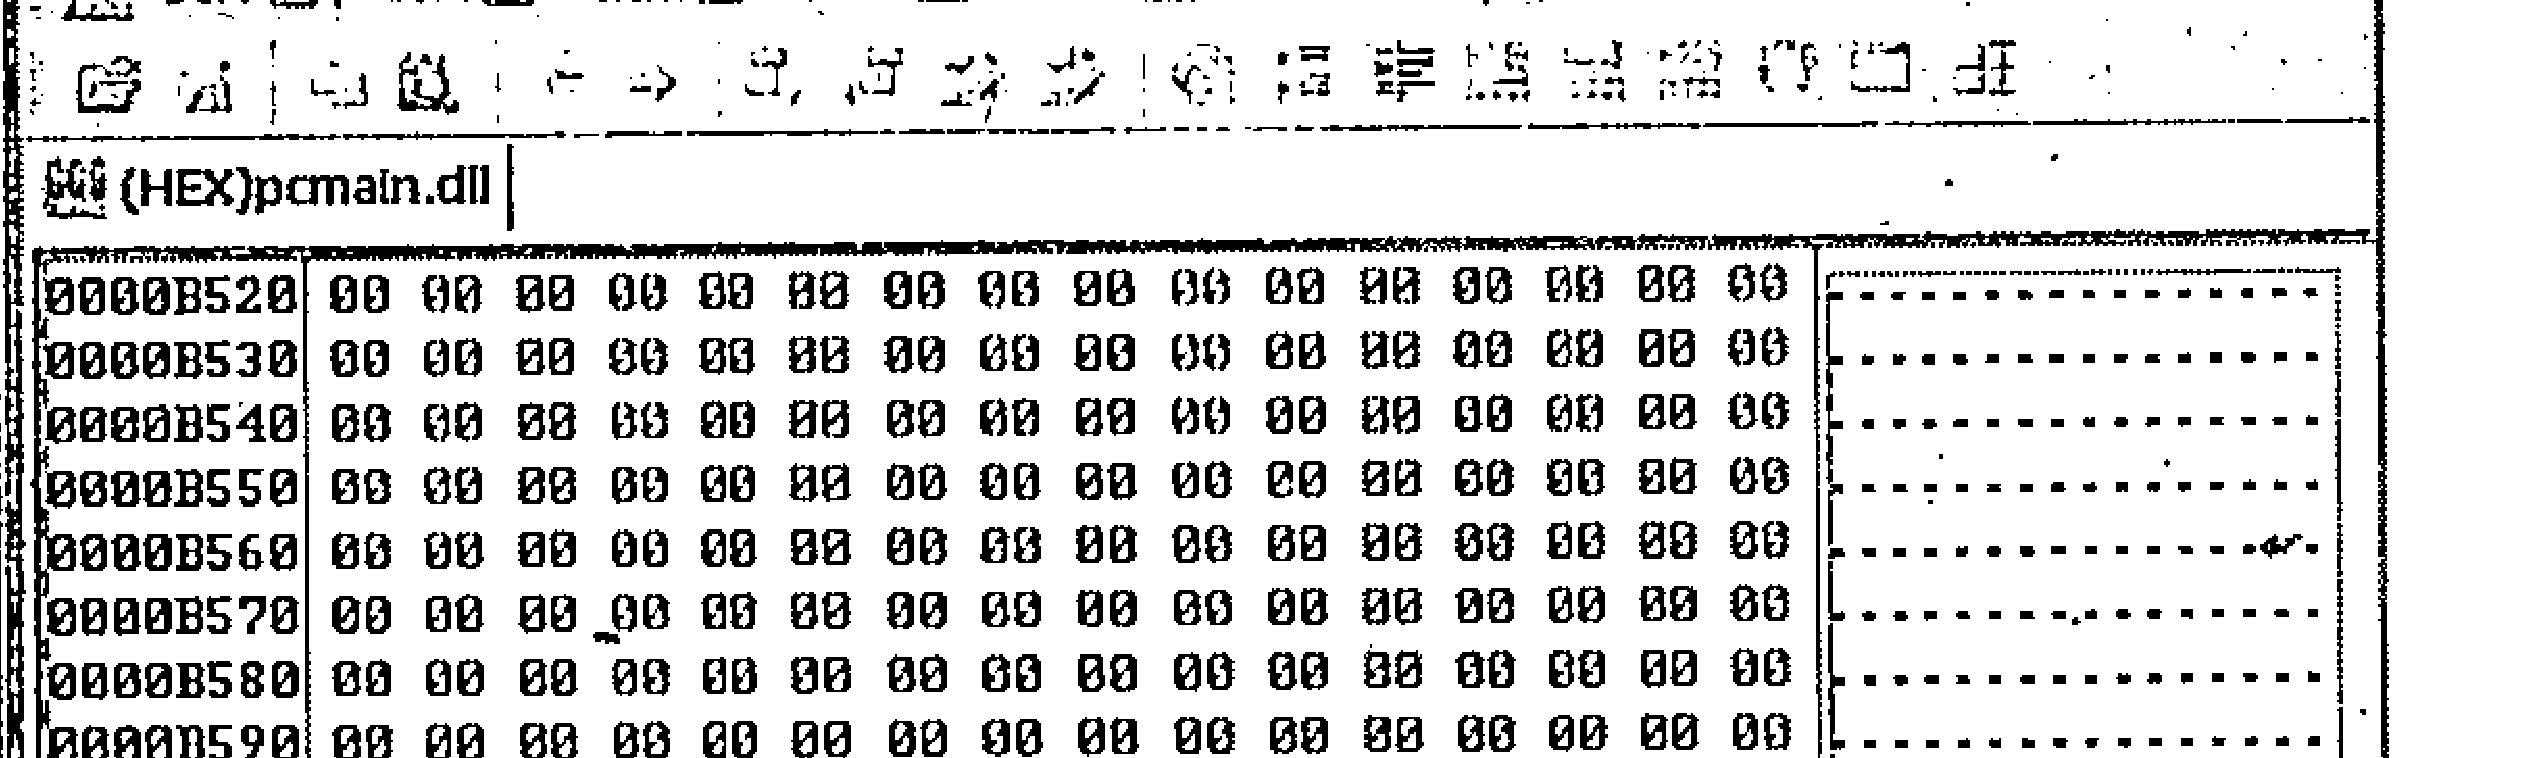 (HEX)pcmain.dll
0000B520 00 00 00 00 00 00 00 00 00 00 00 00 00 00 00 00 ................
0000B530 00 00 00 00 00 00 00 00 00 00 00 00 00 00 00 00 ................
0000B540 00 00 00 00 00 00 00 00 00 00 00 00 00 00 00 00 ................
0000B550 00 00 00 00 00 00 00 00 00 00 00 00 00 00 00 00 ................
0000B560 00 00 00 00 00 00 00 00 00 00 00 00 00 00 00 00 ................
0000B570 00 00 00 00 00 00 00 00 00 00 00 00 00 00 00 00 ................
0000B580 00 00 00 00 00 00 00 00 00 00 00 00 00 00 00 00 ................
0000B590 00 00 00 00 00 00 00 00 00 00 00 00 00 00 00 00 ................